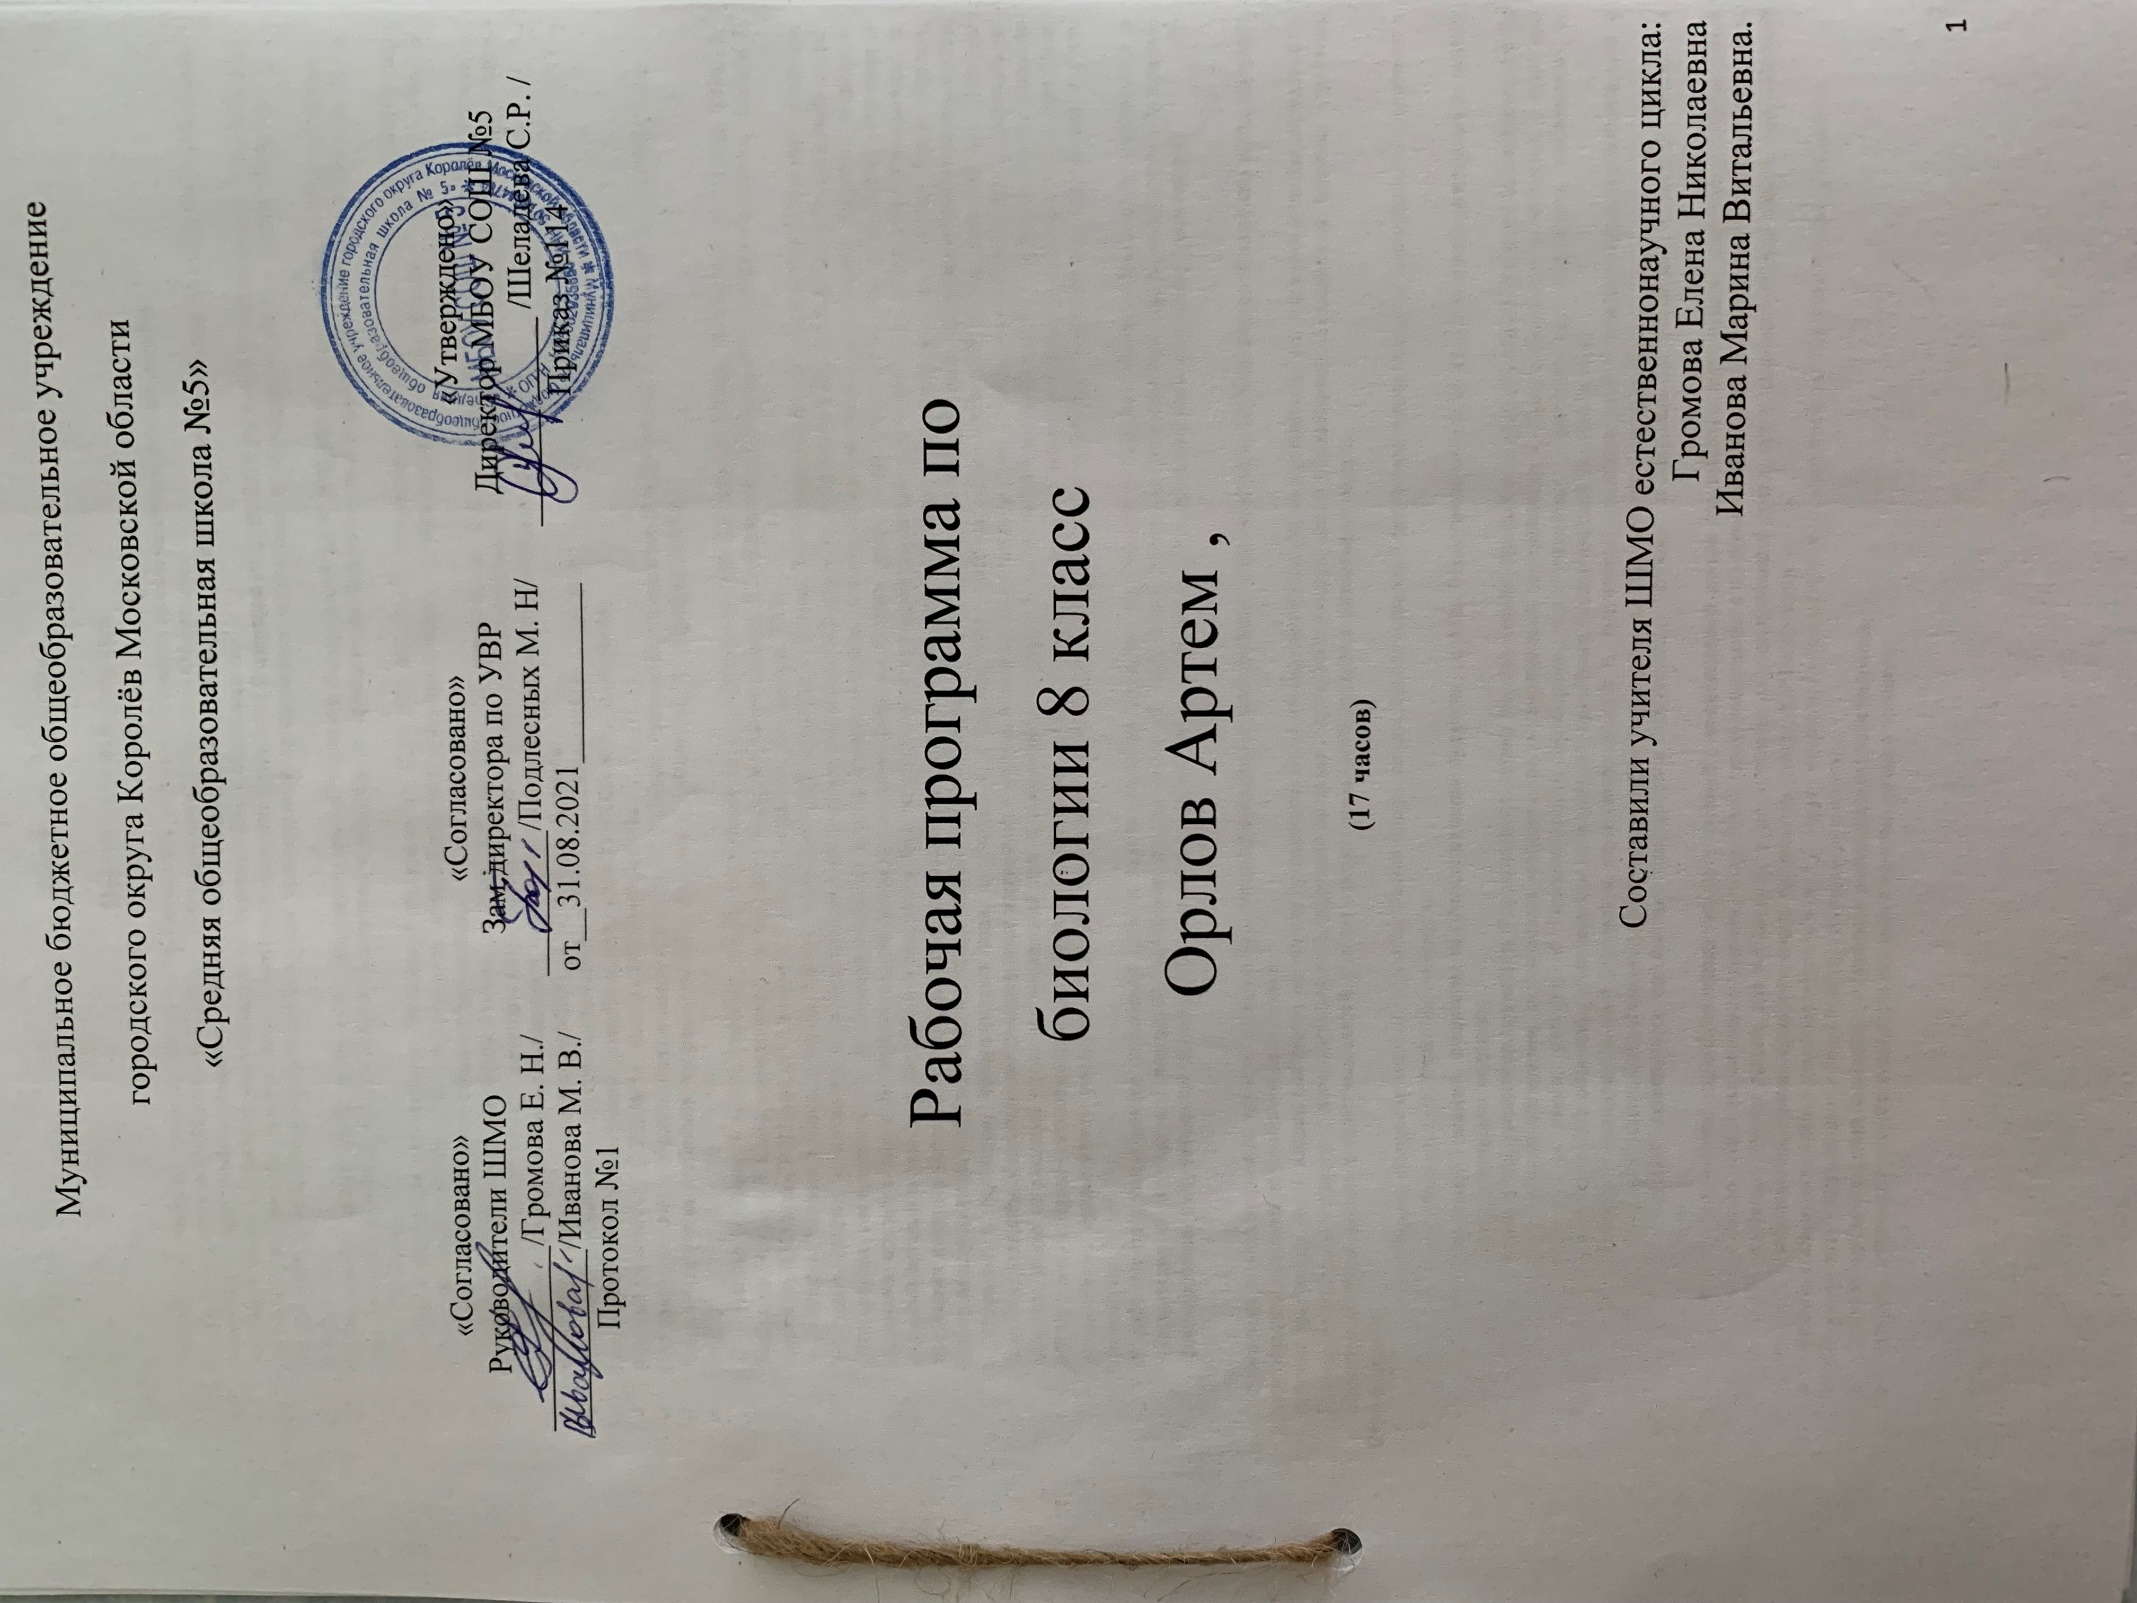 Муниципальное бюджетное общеобразовательное учреждение
городского округа Королёв Московской области
«Средняя общеобразовательная школа №5»
«Согласовано»
Руководители ШМО
/Громова Е. Н./
/Иванова М. В./
Протокол №1
«Согласовано»
Зам.директора по УВР
/Подлесных М. Н/
от__31.08.2021
«Утверждено»
Директор МБОУ СОШ №5
/Шеладева С.Р. /
Приказ №114
Рабочая программа по
биологии 8 класс
Орлов Артем ,
(17 часов)
Составили учителя ШМО естественнонаучного цикла:
Громова Елена Николаевна
Иванова Марина Витальевна.
1